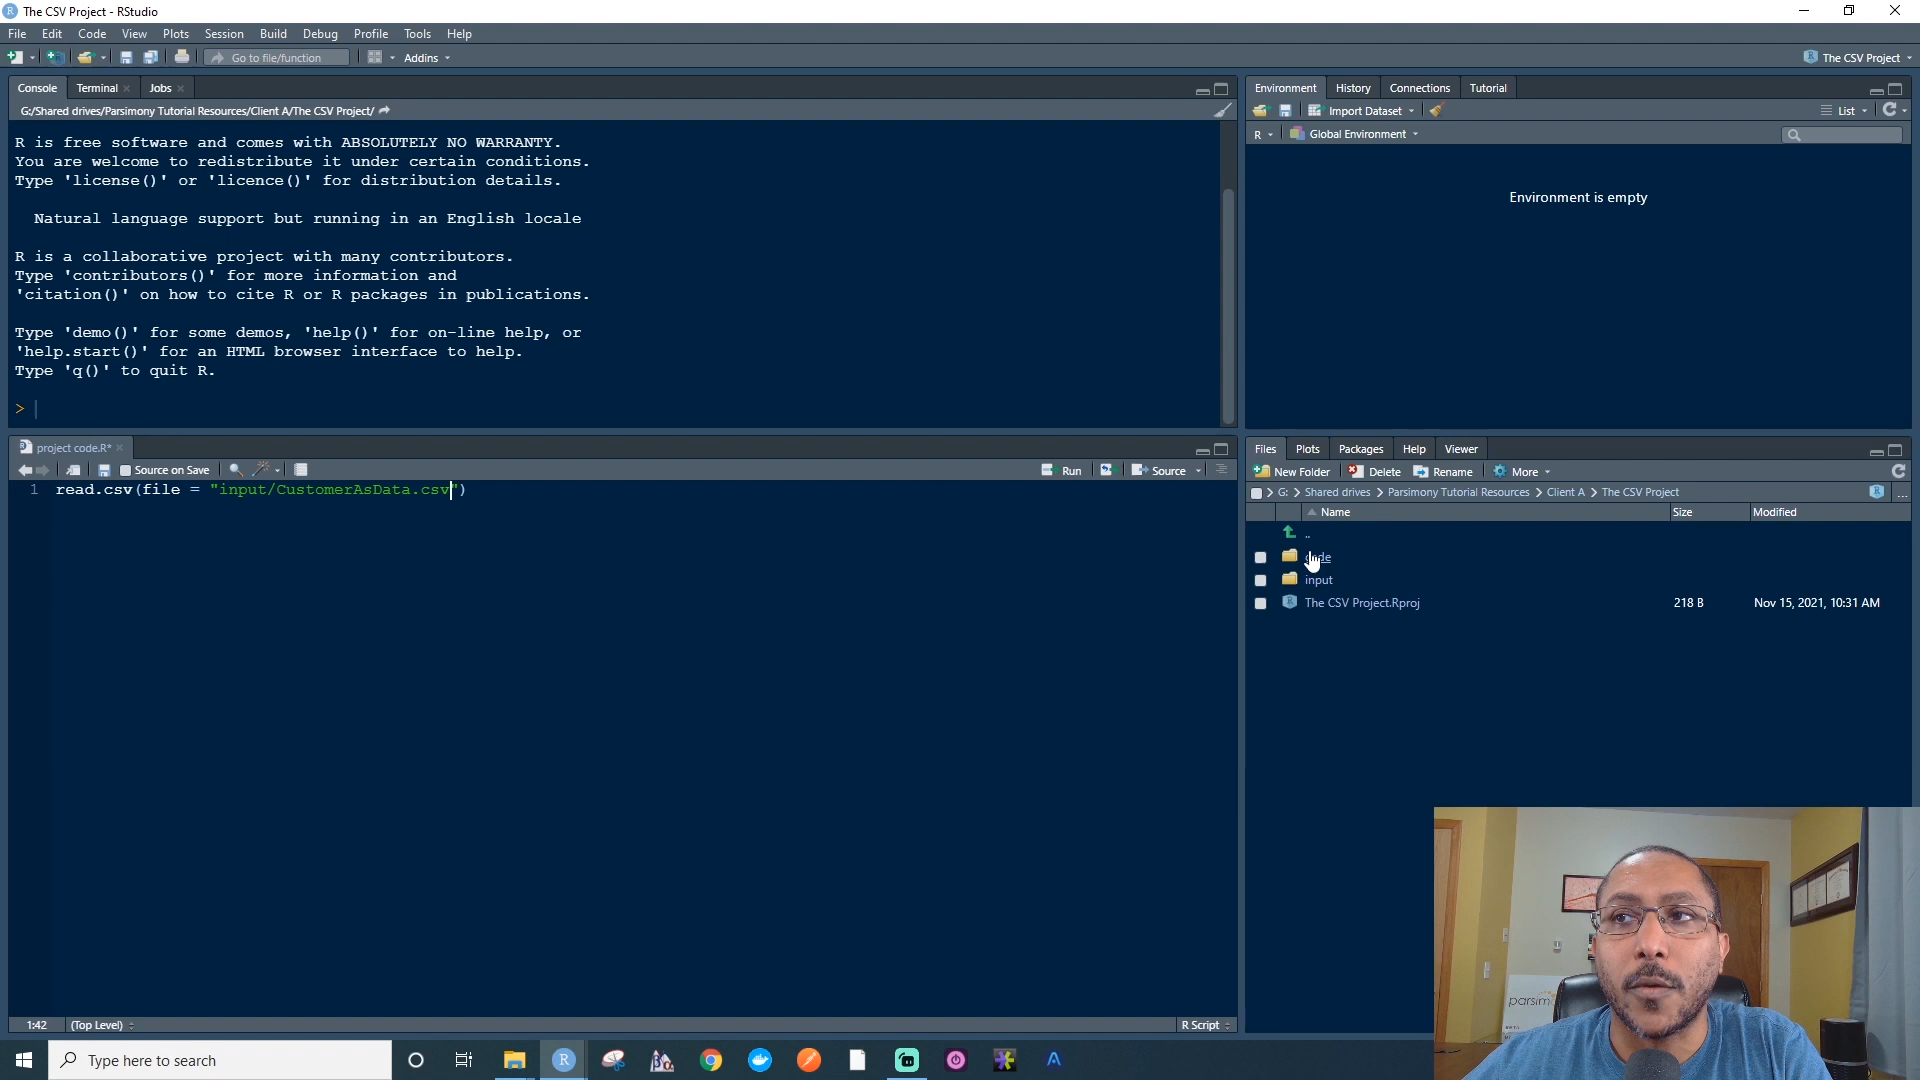 The CSV Project - RStudio
File Edit Code View Plots Session Build Debug Profile Tools Help
Go to file/function Addins The CSV Project
Console Terminal Jobs
G:/Shared drives/Parsimony Tutorial Resources/Client A/The CSV Project/
R is free software and comes with ABSOLUTELY NO WARRANTY.
You are welcome to redistribute it under certain conditions.
Type 'license()' or 'licence()' for distribution details.
Natural language support but running in an English locale
R is a collaborative project with many contributors.
Type 'contributors()' for more information and
'citation()' on how to cite R or R packages in publications.
Type 'demo()' for some demos, 'help()' for on-line help, or
'help.start()' for an HTML browser interface to help.
Type 'q()' to quit R.
>
Environment History Connections Tutorial
Import Dataset List
R Global Environment
Environment is empty
project code.R*
Source on Save Run Source
1 read.csv(file = "input/CustomerAsData.csv")
1:42 (Top Level) R Script
Files Plots Packages Help Viewer
New Folder Delete Rename More
G: > Shared drives > Parsimony Tutorial Resources > Client A > The CSV Project
Name Size Modified
..
code
input
The CSV Project.Rproj 218 B Nov 15, 2021, 10:31 AM
parsim
Type here to search